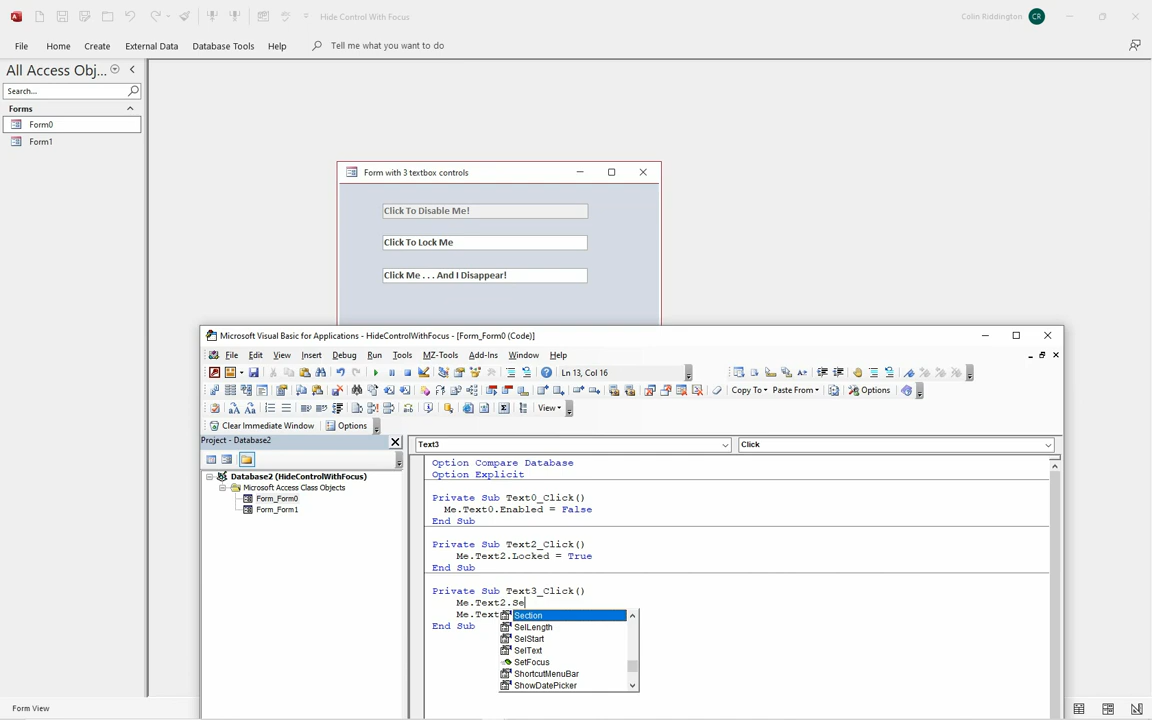 Hide Control With Focus
Colin Riddington
CR
File Home Create External Data Database Tools Help Tell me what you want to do
All Access Obj...
Search...
Forms
Form0
Form1
Form with 3 textbox controls
Click To Disable Me!
Click To Lock Me
Click Me . . . And I Disappear!
Microsoft Visual Basic for Applications - HideControlWithFocus - [Form_Form0 (Code)]
File Edit View Insert Debug Run Tools MZ-Tools Add-Ins Window Help
Ln 13, Col 16
Copy To Paste From Options
View
Clear Immediate Window Options
Project - Database2
Database2 (HideControlWithFocus)
Microsoft Access Class Objects
Form_Form0
Form_Form1
Text3
Click
Option Compare Database
Option Explicit
Private Sub Text0_Click()
Me.Text0.Enabled = False
End Sub
Private Sub Text2_Click()
Me.Text2.Locked = True
End Sub
Private Sub Text3_Click()
Me.Text2.Se
Me.Text
End Sub
Section
SelLength
SelStart
SelText
SetFocus
ShortcutMenuBar
ShowDatePicker
Form View